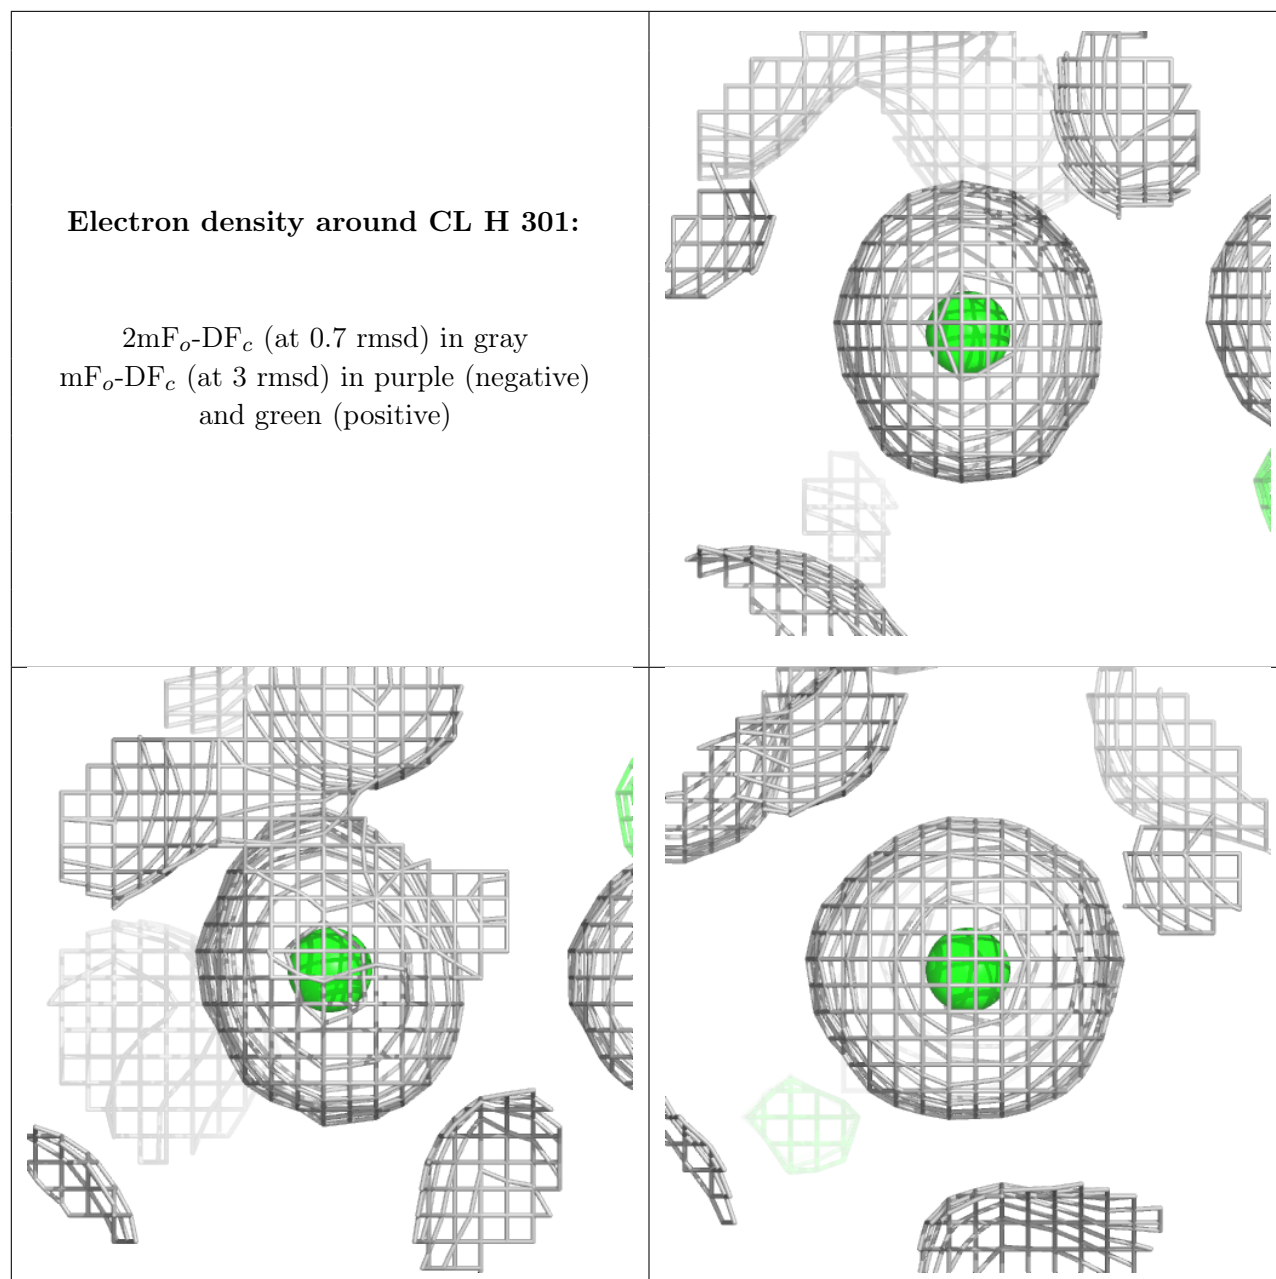 Electron density around CL H 301:
2mFo-DFc (at 0.7 rmsd) in gray
mFo-DFc (at 3 rmsd) in purple (negative)
and green (positive)